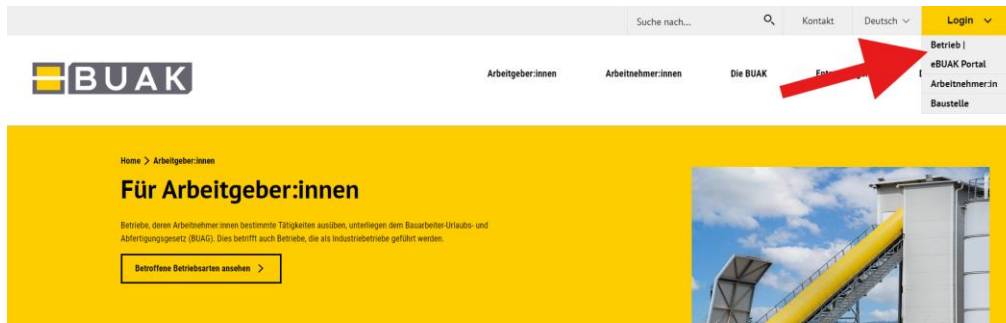 Suche nach...
Kontakt
Deutsch
Login
Betrieb |
eBUAK Portal
Arbeitnehmer:in
Baustelle
BUAK
Arbeitgeber:innen
Arbeitnehmer:innen
Die BUAK
Home > Arbeitgeber:innen
Für Arbeitgeber:innen
Betriebe, deren Arbeitnehmer:innen bestimmte Tätigkeiten ausüben, unterliegen dem Bauarbeiter-Urlaubs- und
Abfertigungsgesetz (BUAG). Dies betrifft auch Betriebe, die als Industriebetriebe geführt werden.
Betroffene Betriebsarten ansehen >